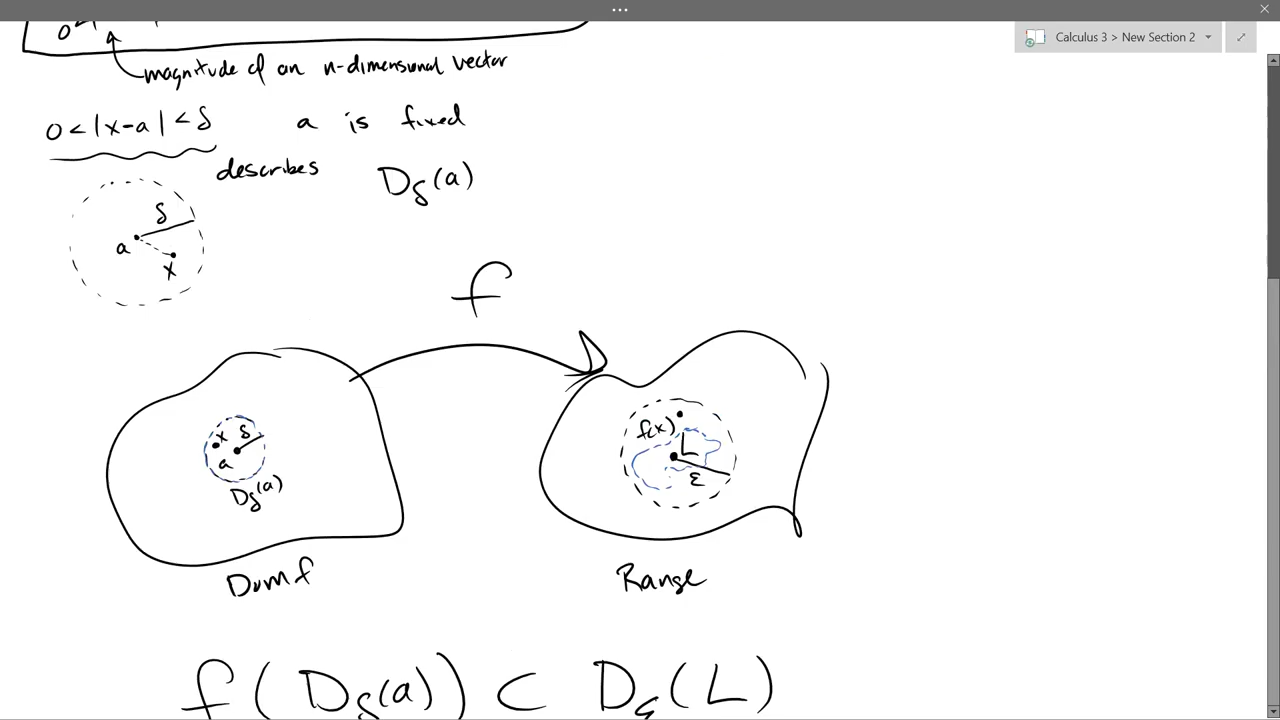 Calculus 3 > New Section 2
0
magnitude of an n-dimensional vector
0 < |x-a| < δ a is fixed
describes Dδ(a)
δ
a
x
f
x δ
a
Dδ(a)
f(x)
L
ε
Dom f
Range
f(Dδ(a)) ⊂ Dε(L)